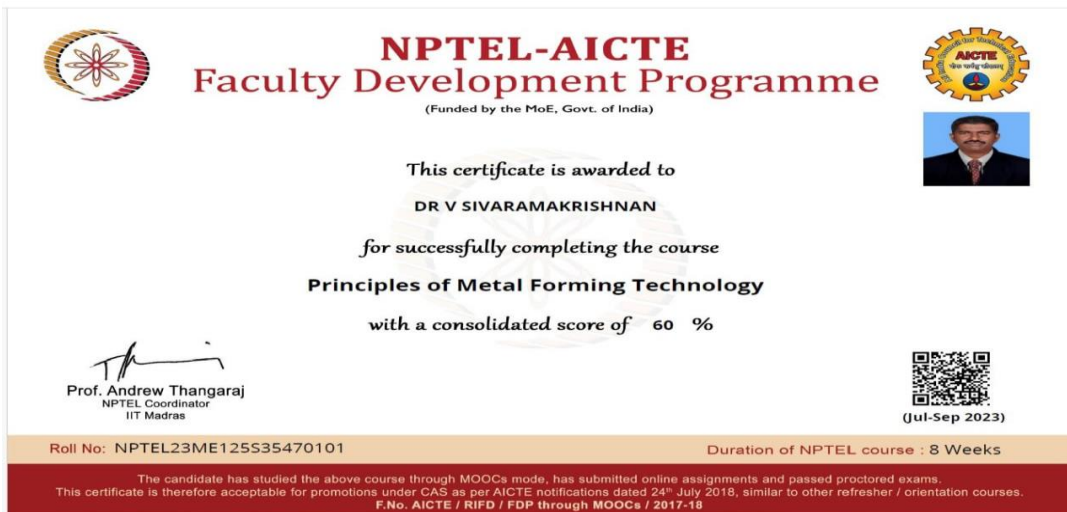 NPTEL-AICTE
Faculty Development Programme
(Funded by the MoE, Govt. of India)
AICTE
This certificate is awarded to
DR V SIVARAMAKRISHNAN
for successfully completing the course
Principles of Metal Forming Technology
with a consolidated score of 60 %
Prof. Andrew Thangaraj
NPTEL Coordinator
IIT Madras
(Jul-Sep 2023)
Roll No: NPTEL23ME125S35470101
Duration of NPTEL course : 8 Weeks
The candidate has studied the above course through MOOCs mode, has submitted online assignments and passed proctored exams.
This certificate is therefore acceptable for promotions under CAS as per AICTE notifications dated 24th July 2018, similar to other refresher / orientation courses.
F.No. AICTE / RIFD / FDP through MOOCs / 2017-18